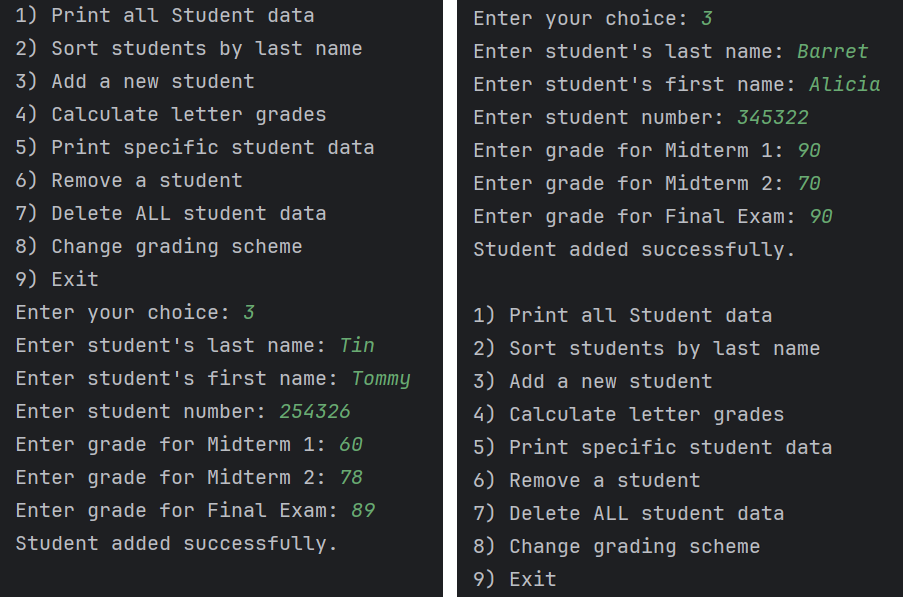 1) Print all Student data
2) Sort students by last name
3) Add a new student
4) Calculate letter grades
5) Print specific student data
6) Remove a student
7) Delete ALL student data
8) Change grading scheme
9) Exit
Enter your choice: 3
Enter student's last name: Tin
Enter student's first name: Tommy
Enter student number: 254326
Enter grade for Midterm 1: 60
Enter grade for Midterm 2: 78
Enter grade for Final Exam: 89
Student added successfully.
Enter your choice: 3
Enter student's last name: Barret
Enter student's first name: Alicia
Enter student number: 345322
Enter grade for Midterm 1: 90
Enter grade for Midterm 2: 70
Enter grade for Final Exam: 90
Student added successfully.
1) Print all Student data
2) Sort students by last name
3) Add a new student
4) Calculate letter grades
5) Print specific student data
6) Remove a student
7) Delete ALL student data
8) Change grading scheme
9) Exit